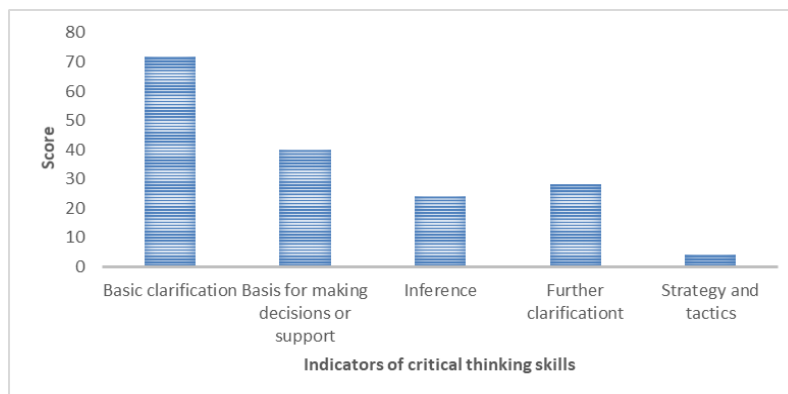 80
70
60
50
40
30
20
10
0
Score
Basic clarification
Basis for making
decisions or
support
Inference
Further
clarificationt
Strategy and
tactics
Indicators of critical thinking skills